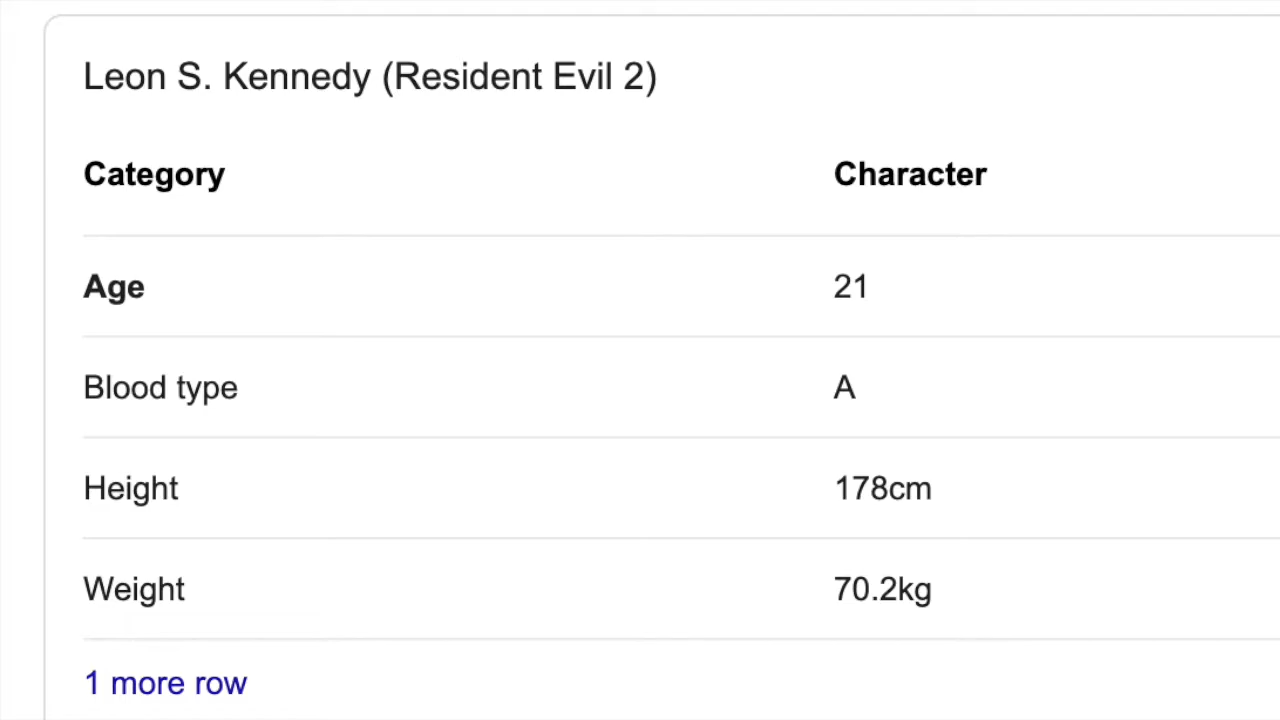 Leon S. Kennedy (Resident Evil 2)
Category Character
Age 21
Blood type A
Height 178cm
Weight 70.2kg
1 more row